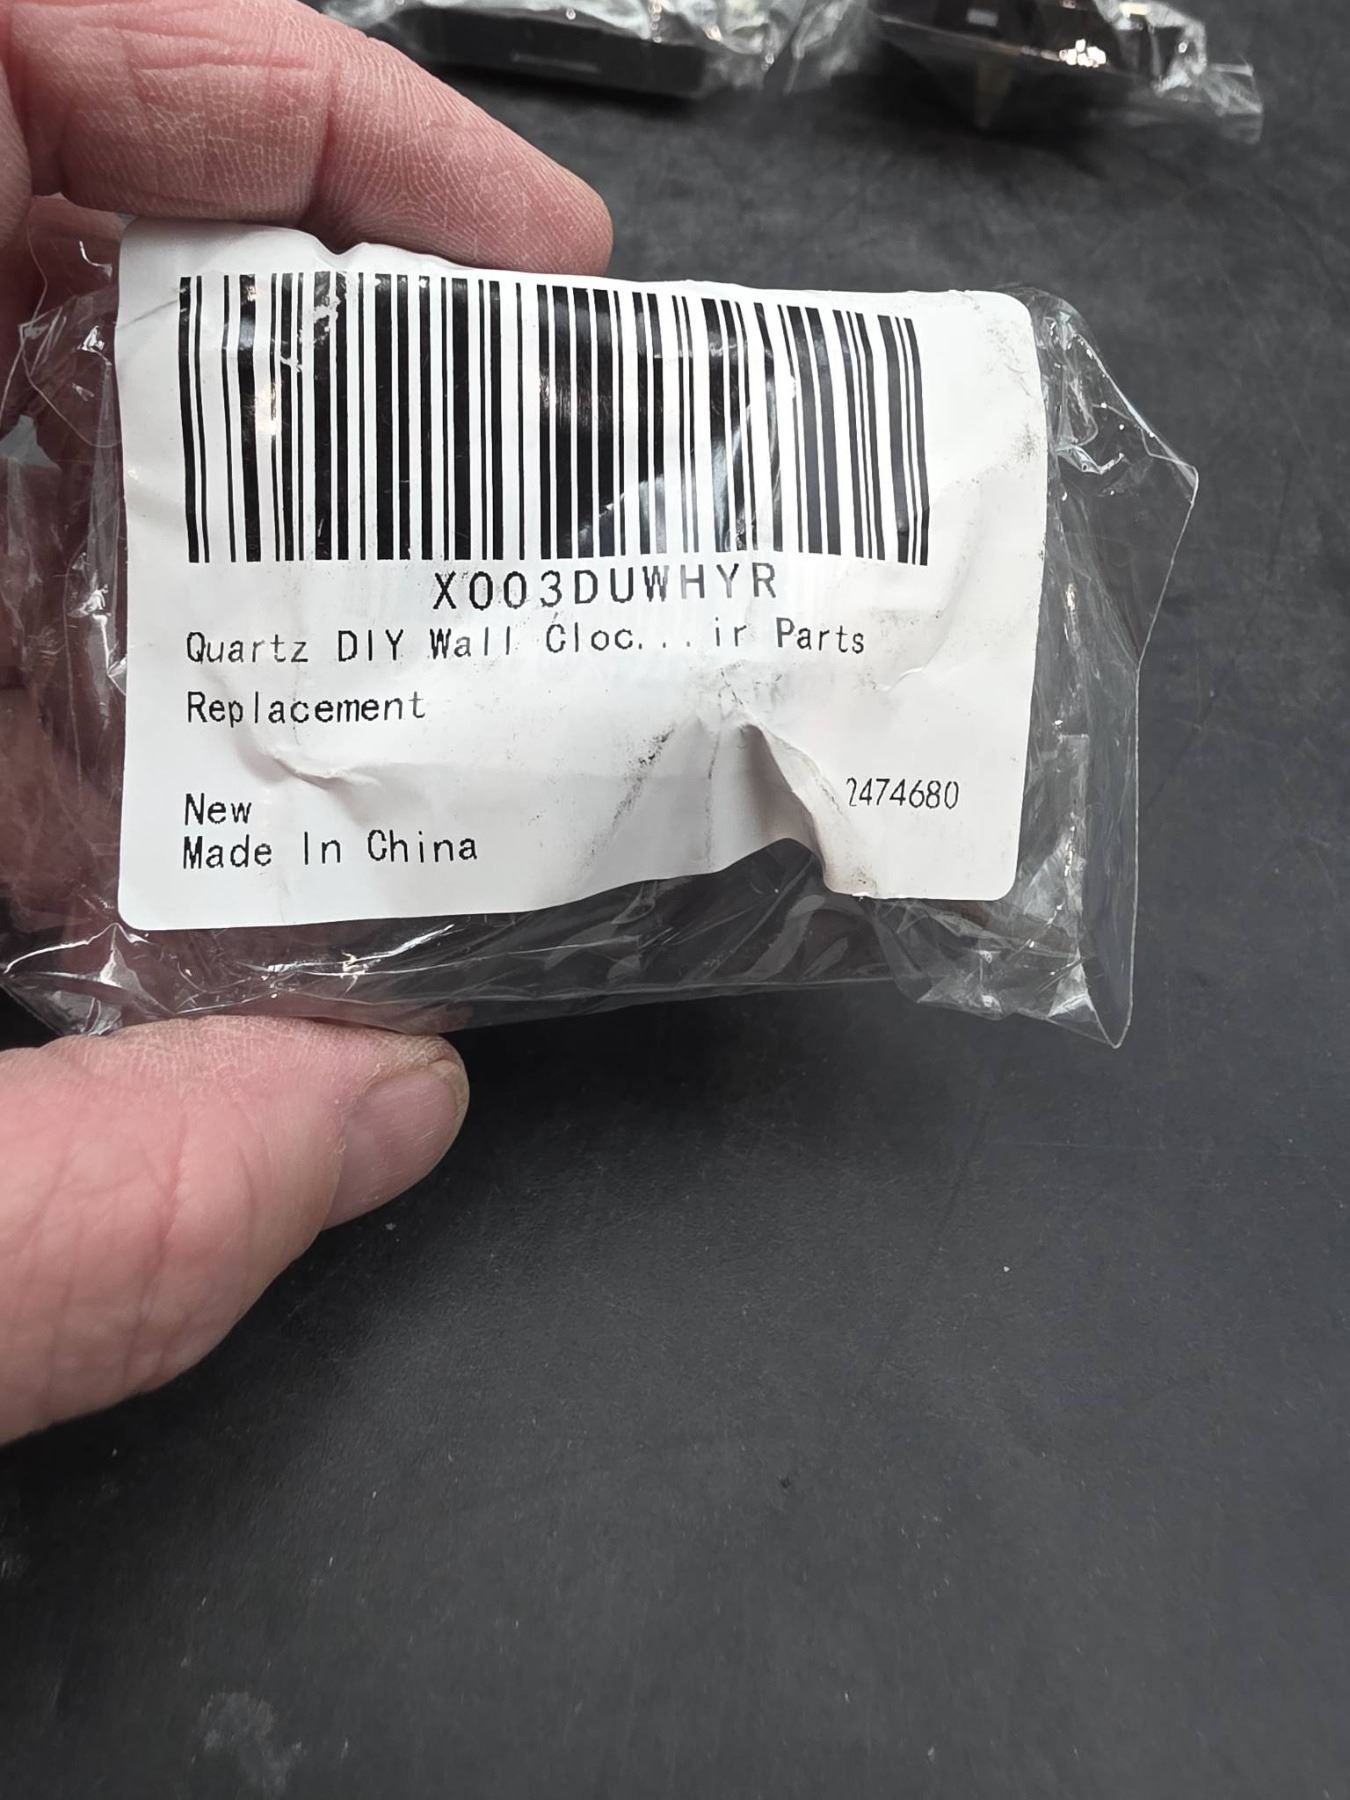 X003DUWHYR
Quartz DIY Wall Cloc...ir Parts
Replacement
2474680
New
Made In China